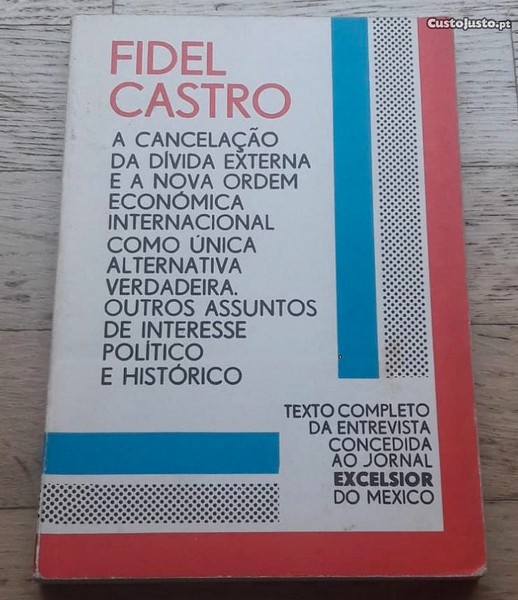 CustoJusto.pt
FIDEL
CASTRO
A CANCELAÇÃO
DA DÍVIDA EXTERNA
E A NOVA ORDEM
ECONÓMICA
INTERNACIONAL
COMO ÚNICA
ALTERNATIVA
VERDADEIRA.
OUTROS ASSUNTOS
DE INTERESSE
POLÍTICO
E HISTÓRICO
TEXTO COMPLETO
DA ENTREVISTA
CONCEDIDA
AO JORNAL
EXCELSIOR
DO MEXICO